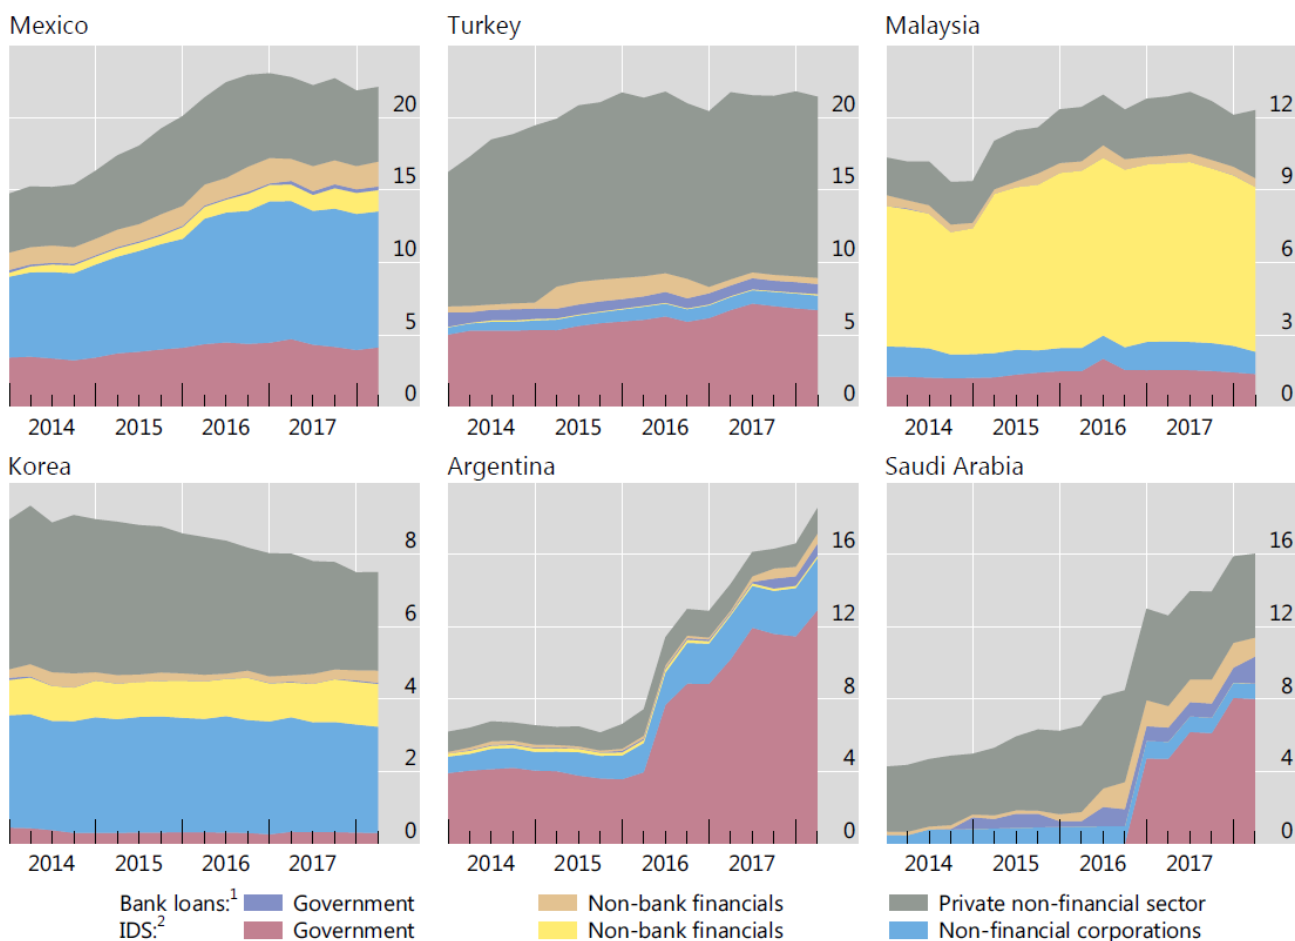 Mexico Turkey Malaysia
20 20 12
15 15 9
10 10 6
5 5 3
0 0 0
2014 2015 2016 2017 2014 2015 2016 2017 2014 2015 2016 2017
Korea Argentina Saudi Arabia
8 16 16
6 12 12
4 8 8
2 4 4
0 0 0
2014 2015 2016 2017 2014 2015 2016 2017 2014 2015 2016 2017
Bank loans:1 Government Non-bank financials Private non-financial sector
IDS:2 Government Non-bank financials Non-financial corporations